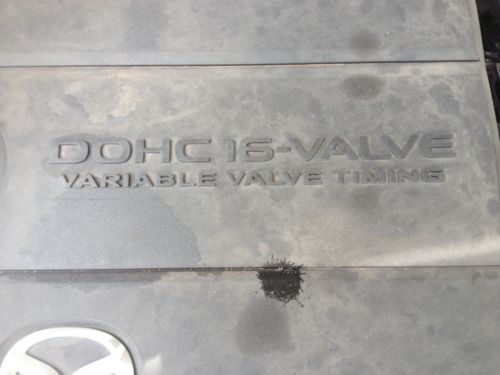 DOHC 16-VALVE
VARIABLE VALVE TIMING